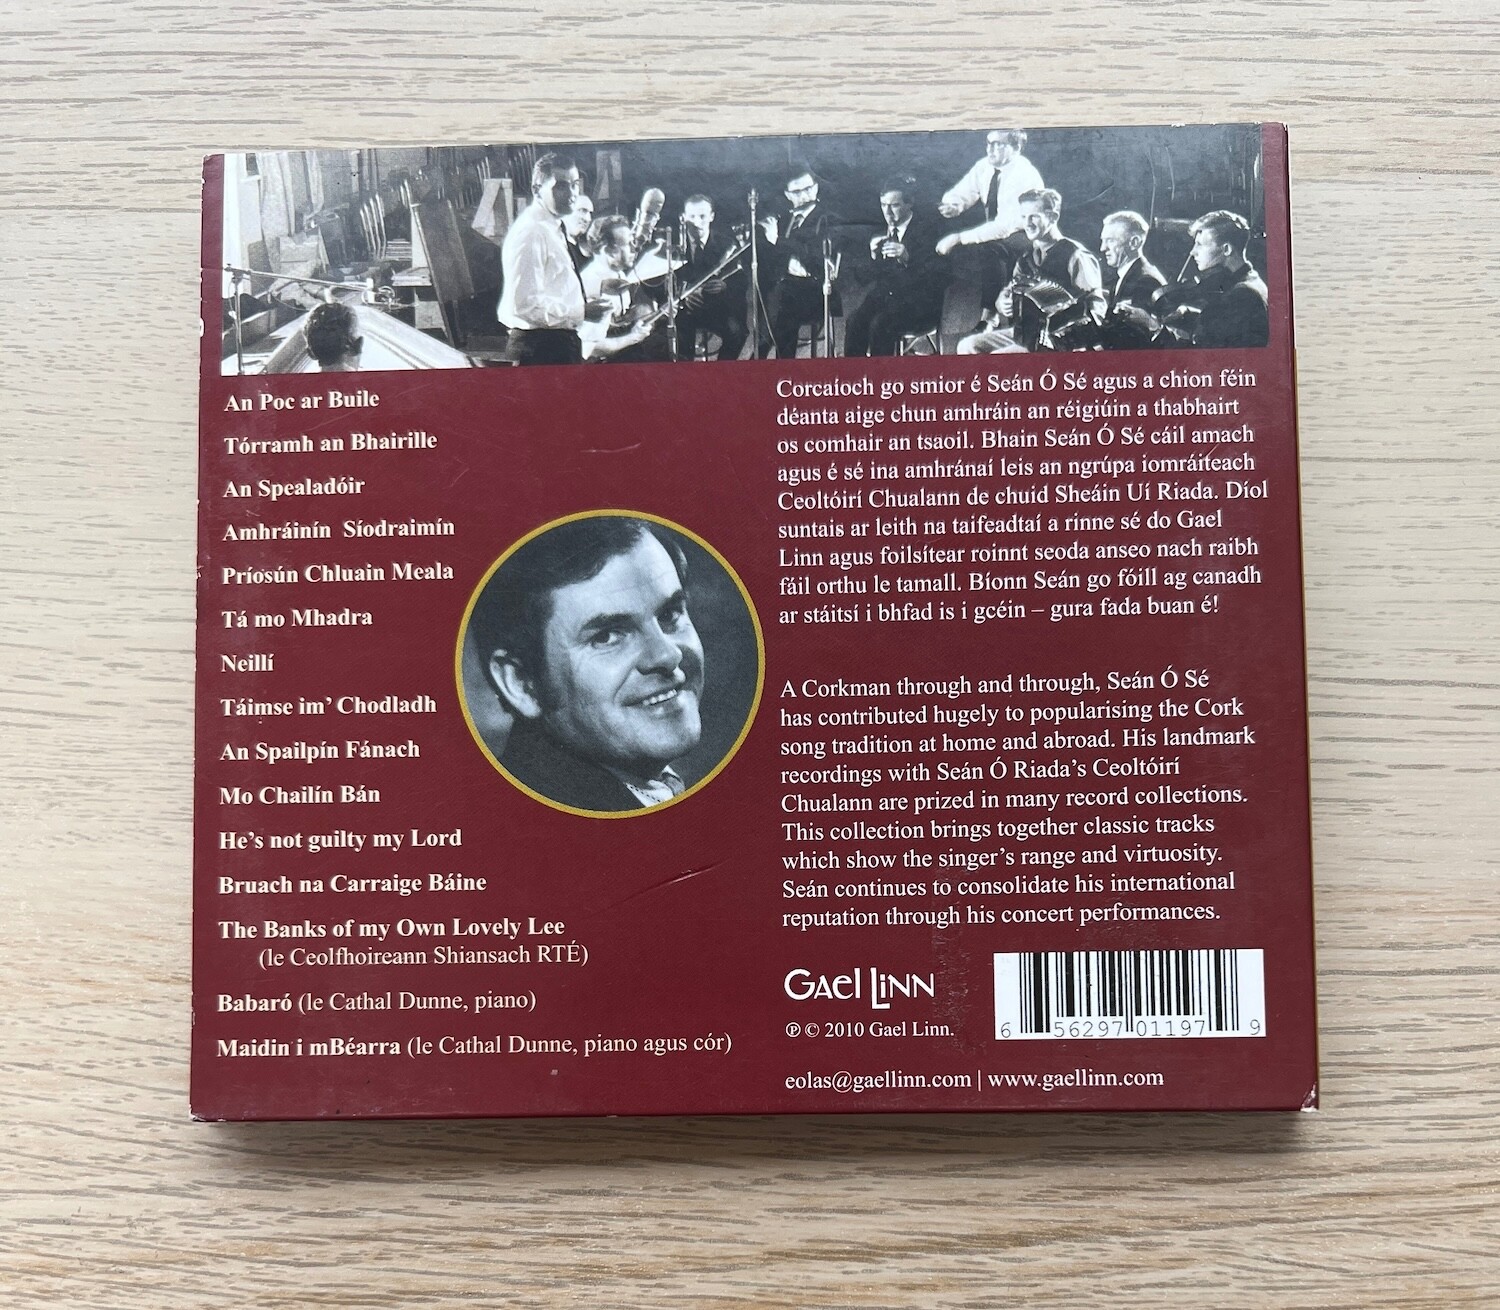 An Poc ar Buile
Tórramh an Bhairille
An Spealadóir
Amhráinín Síodraimín
Príosún Chluain Meala
Tá mo Mhadra
Neillí
Táimse im' Chodladh
An Spailpín Fánach
Mo Chailín Bán
He's not guilty my Lord
Bruach na Carraige Báine
The Banks of my Own Lovely Lee
(le Ceolfhoireann Shiansach RTÉ)
Babaró (le Cathal Dunne, piano)
Maidin i mBéarra (le Cathal Dunne, piano agus cór)
Corcaíoch go smior é Seán Ó Sé agus a chion féin
déanta aige chun amhráin an réigiúin a thabhairt
os comhair an tsaoil. Bhain Seán Ó Sé cáil amach
agus é sé ina amhránaí leis an ngrúpa iomráiteach
Ceoltóirí Chualann de chuid Sheáin Uí Riada. Díol
suntais ar leith na taifeadtaí a rinne sé do Gael
Linn agus foilsítear roinnt seoda anseo nach raibh
fáil orthu le tamall. Bíonn Seán go fóill ag canadh
ar stáitsí i bhfad is i gcéin – gura fada buan é!
A Corkman through and through, Seán Ó Sé
has contributed hugely to popularising the Cork
song tradition at home and abroad. His landmark
recordings with Seán Ó Riada's Ceoltóirí
Chualann are prized in many record collections.
This collection brings together classic tracks
which show the singer's range and virtuosity.
Seán continues to consolidate his international
reputation through his concert performances.
Gael Linn
℗ © 2010 Gael Linn.
6 56297 01197 9
eolas@gaellinn.com | www.gaellinn.com